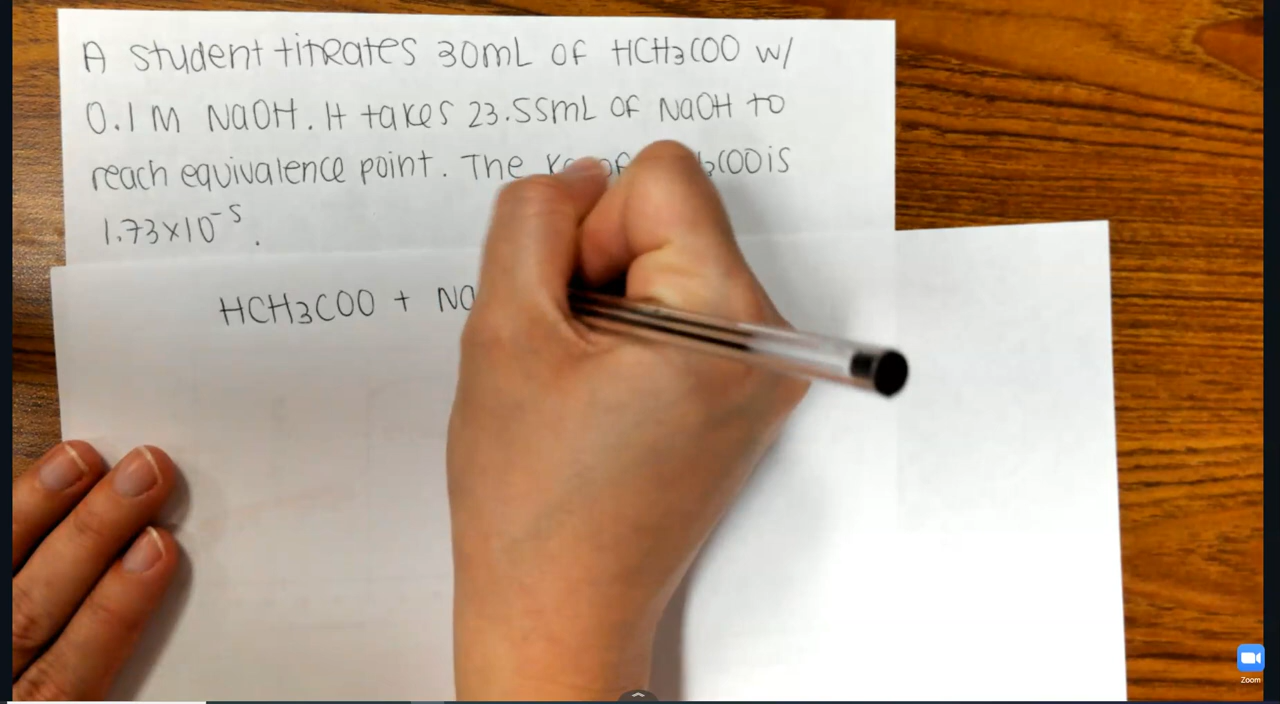 A student titrates 30mL of HCH₃COO w/
0.1 M NaOH. It takes 23.55mL of NaOH to
reach equivalence point. The is
1.73x10⁻⁵.
HCH₃COO +
Zoom